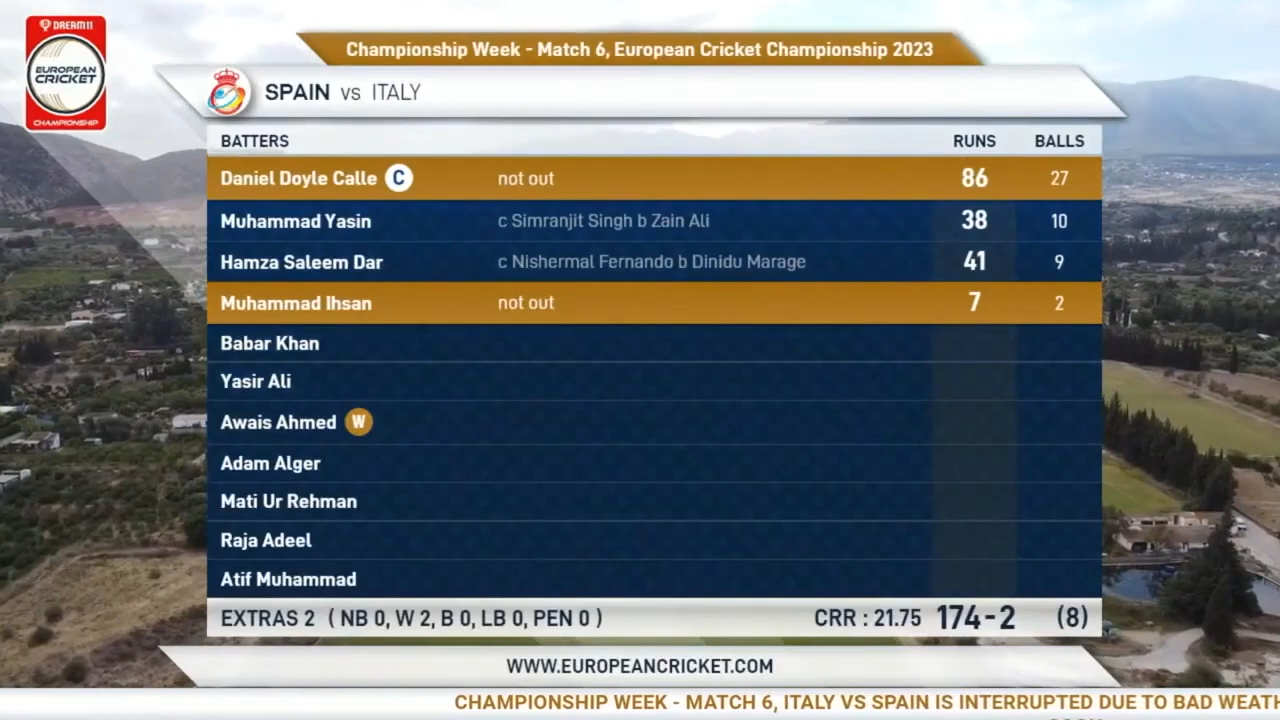 DREAM11
EUROPEAN
CRICKET
CHAMPIONSHIP
Championship Week - Match 6, European Cricket Championship 2023
SPAIN vs ITALY
BATTERS RUNS BALLS
Daniel Doyle Calle C not out 86 27
Muhammad Yasin c Simranjit Singh b Zain Ali 38 10
Hamza Saleem Dar c Nishermal Fernando b Dinidu Marage 41 9
Muhammad Ihsan not out 7 2
Babar Khan
Yasir Ali
Awais Ahmed W
Adam Alger
Mati Ur Rehman
Raja Adeel
Atif Muhammad
EXTRAS 2 ( NB 0, W 2, B 0, LB 0, PEN 0 ) CRR : 21.75 174-2 (8)
WWW.EUROPEANCRICKET.COM
CHAMPIONSHIP WEEK - MATCH 6, ITALY VS SPAIN IS INTERRUPTED DUE TO BAD WEATH